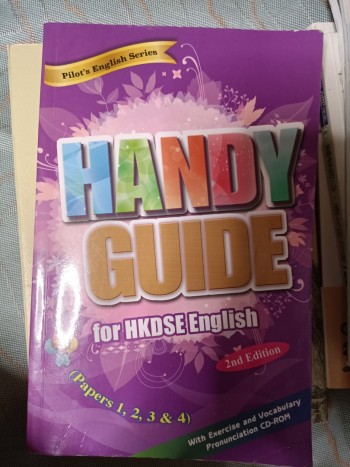 Pilot's English Series
HANDY
GUIDE
for HKDSE English
2nd Edition
(Papers 1, 2, 3 & 4)
With Exercise and Vocabulary
Pronunciation CD-ROM